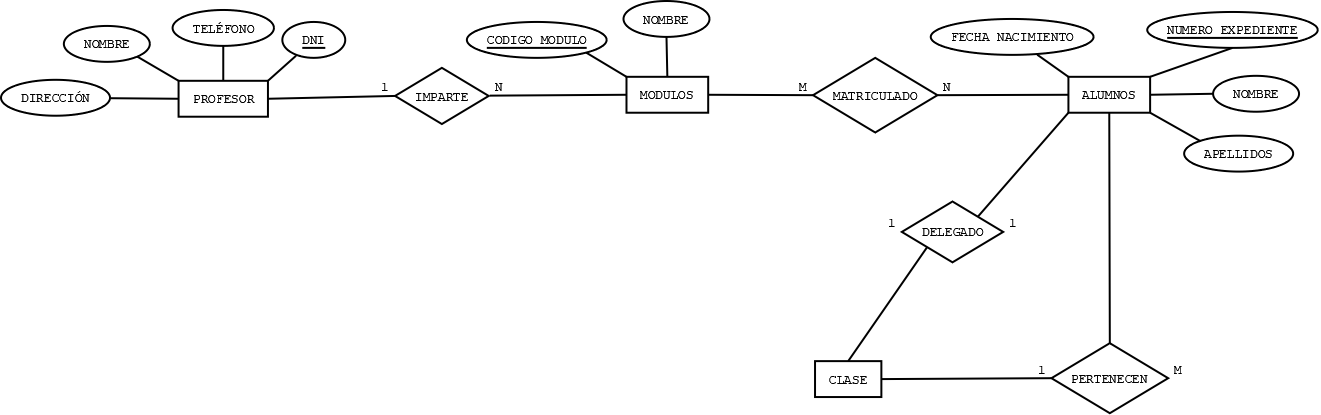 NOMBRE
TELÉFONO
DNI
DIRECCIÓN
PROFESOR
1
IMPARTE
N
CODIGO MODULO
NOMBRE
MODULOS
M
MATRICULADO
N
FECHA NACIMIENTO
NUMERO EXPEDIENTE
ALUMNOS
NOMBRE
APELLIDOS
1
DELEGADO
1
CLASE
1
PERTENECEN
M